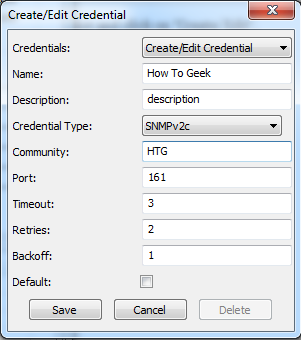 Create/Edit Credential
Credentials: Create/Edit Credential
Name: How To Geek
Description: description
Credential Type: SNMPv2c
Community: HTG
Port: 161
Timeout: 3
Retries: 2
Backoff: 1
Default:
Save Cancel Delete